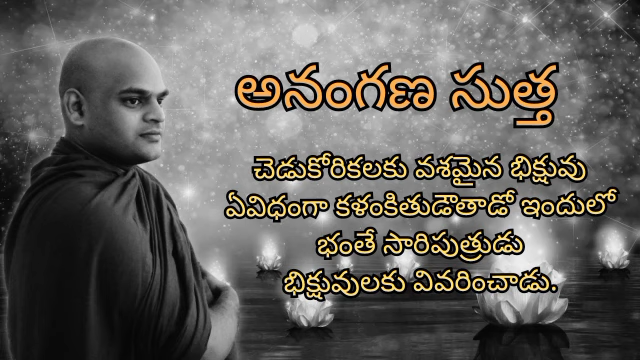 అనంగణ సుత్త
చెడుకోరికలకు వశమైన భిక్షువు
ఏవిధంగా కళంకితుడౌతాడో ఇందులో
భంతే సారిపుత్రుడు
భిక్షువులకు వివరించాడు.